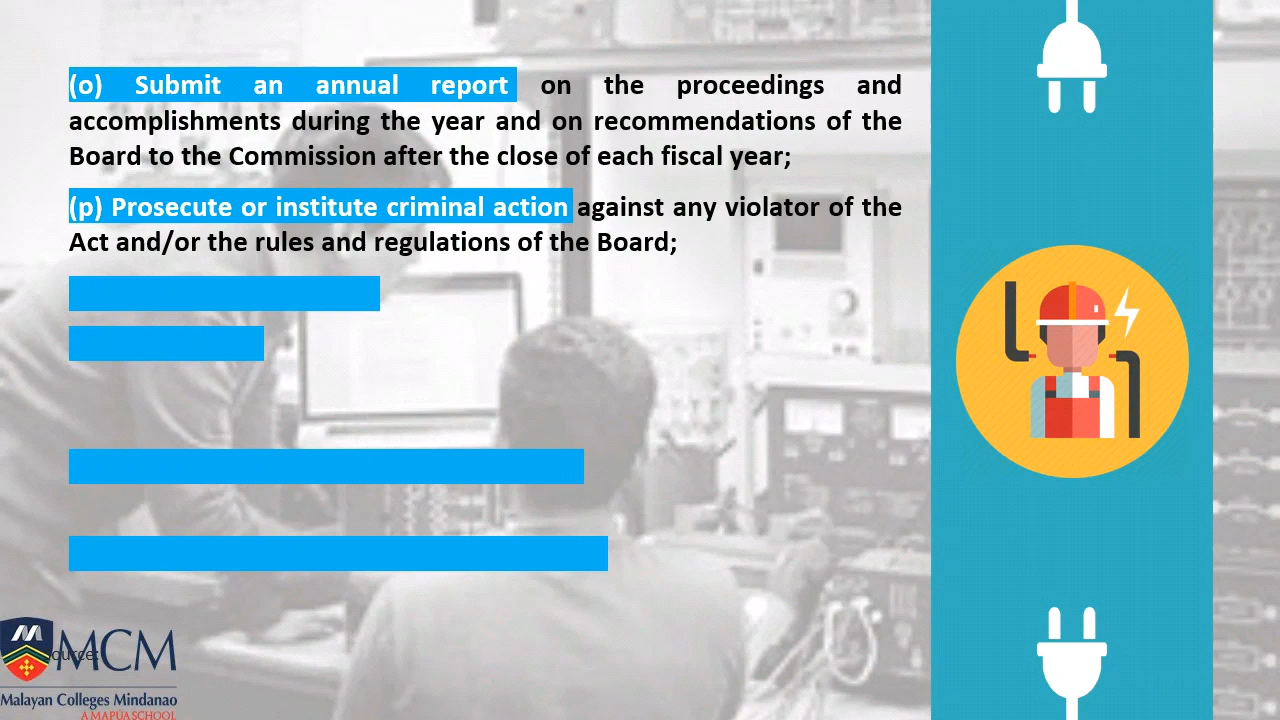 (o) Submit an annual report on the proceedings and
accomplishments during the year and on recommendations of the
Board to the Commission after the close of each fiscal year;
(p) Prosecute or institute criminal action against any violator of the
Act and/or the rules and regulations of the Board;
ource:
MCM
Malayan Colleges Mindanao
A MAPÚA SCHOOL